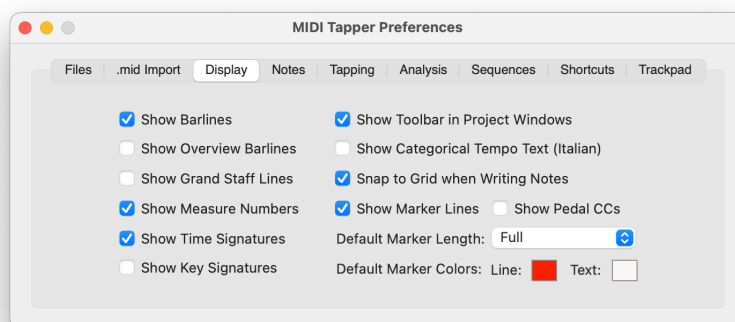 MIDI Tapper Preferences
Files .mid Import Display Notes Tapping Analysis Sequences Shortcuts Trackpad
Show Barlines
Show Overview Barlines
Show Grand Staff Lines
Show Measure Numbers
Show Time Signatures
Show Key Signatures
Show Toolbar in Project Windows
Show Categorical Tempo Text (Italian)
Snap to Grid when Writing Notes
Show Marker Lines Show Pedal CCs
Default Marker Length: Full
Default Marker Colors: Line: Text: